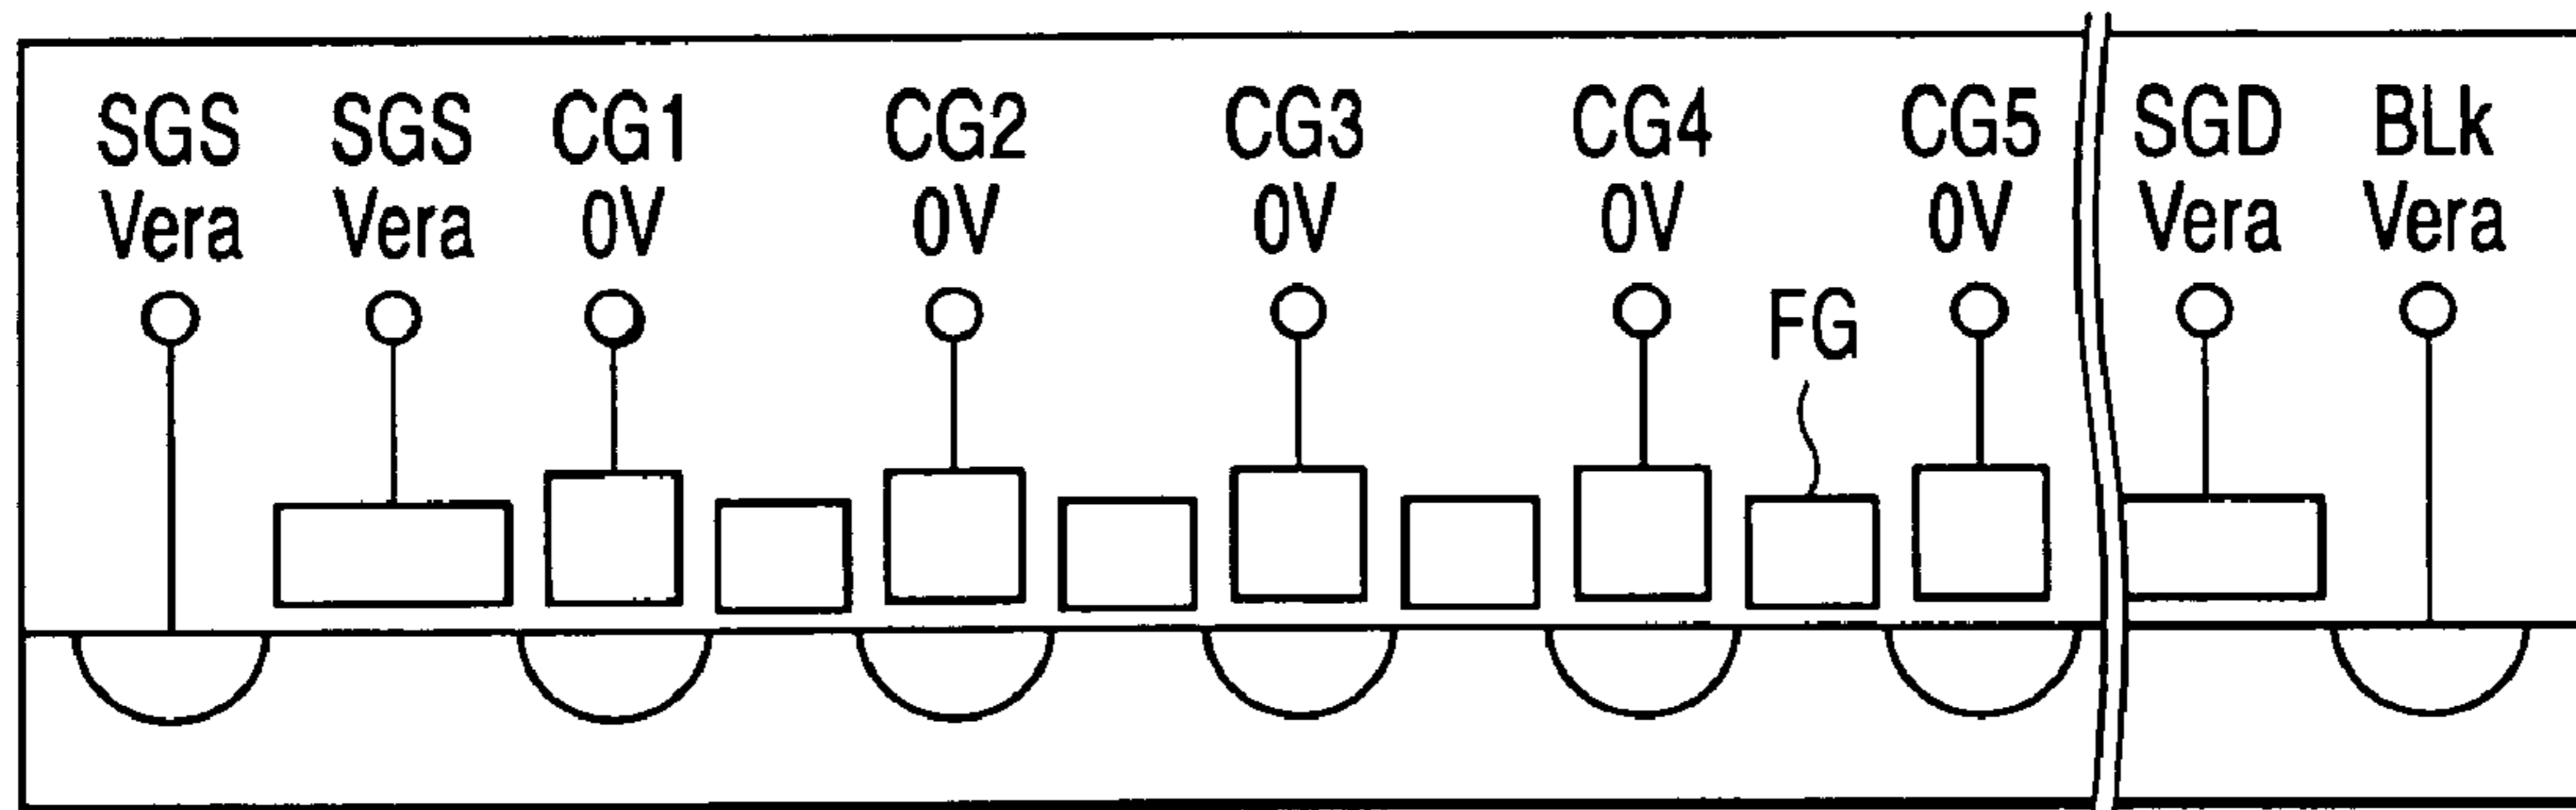 SGS SGS CG1 CG2 CG3 CG4 CG5 SGD BLk
Vera Vera 0V 0V 0V 0V 0V Vera Vera
FG